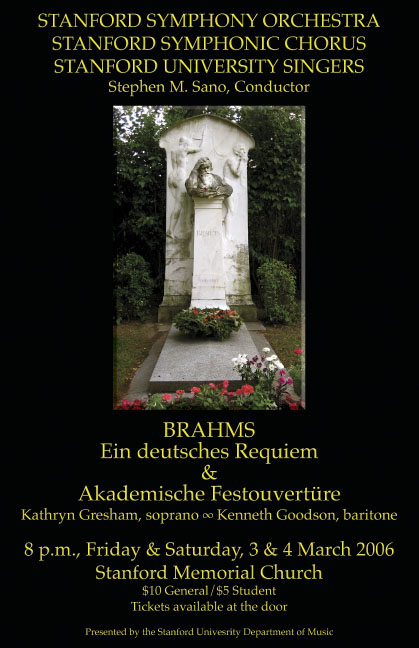 STANFORD SYMPHONY ORCHESTRA
STANFORD SYMPHONIC CHORUS
STANFORD UNIVERSITY SINGERS
Stephen M. Sano, Conductor
BRAHMS
Ein deutsches Requiem
&
Akademische Festouvertüre
Kathryn Gresham, soprano ∞ Kenneth Goodson, baritone
8 p.m., Friday & Saturday, 3 & 4 March 2006
Stanford Memorial Church
$10 General/$5 Student
Tickets available at the door
Presented by the Stanford Univesrity Department of Music